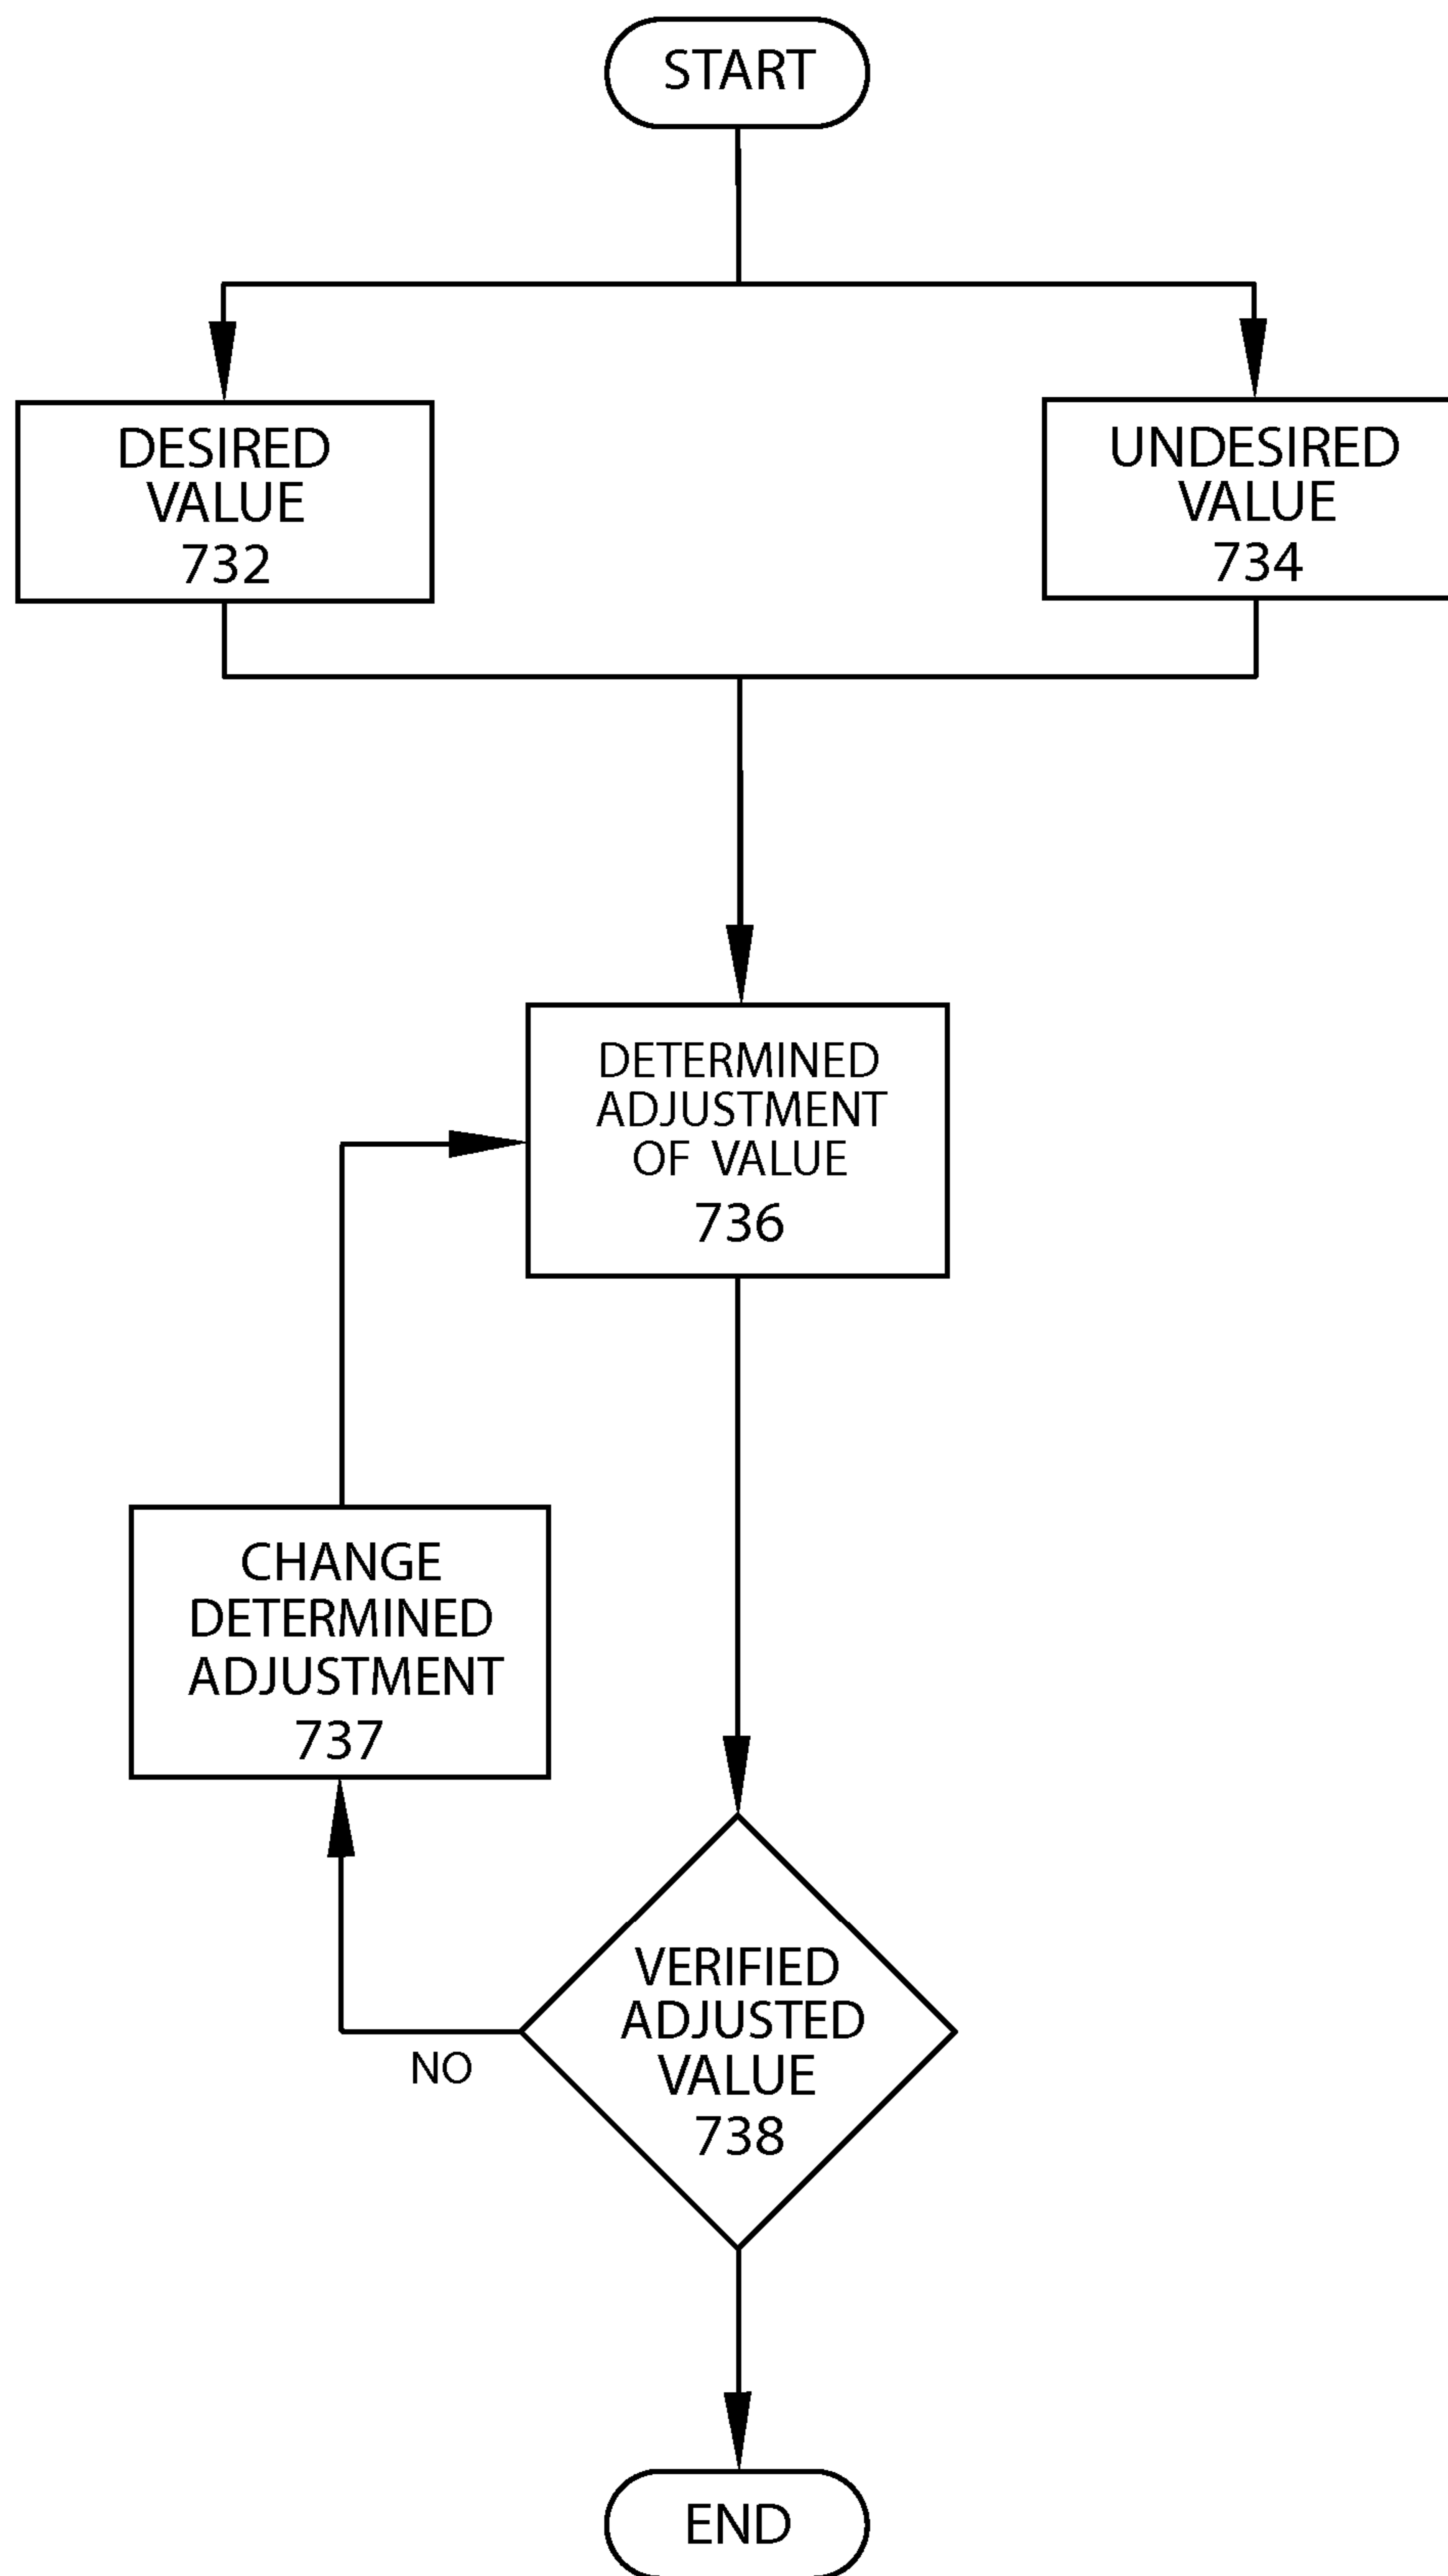 START
DESIRED
VALUE
732
UNDESIRED
VALUE
734
DETERMINED
ADJUSTMENT
OF VALUE
736
CHANGE
DETERMINED
ADJUSTMENT
737
VERIFIED
ADJUSTED
VALUE
738
NO
END